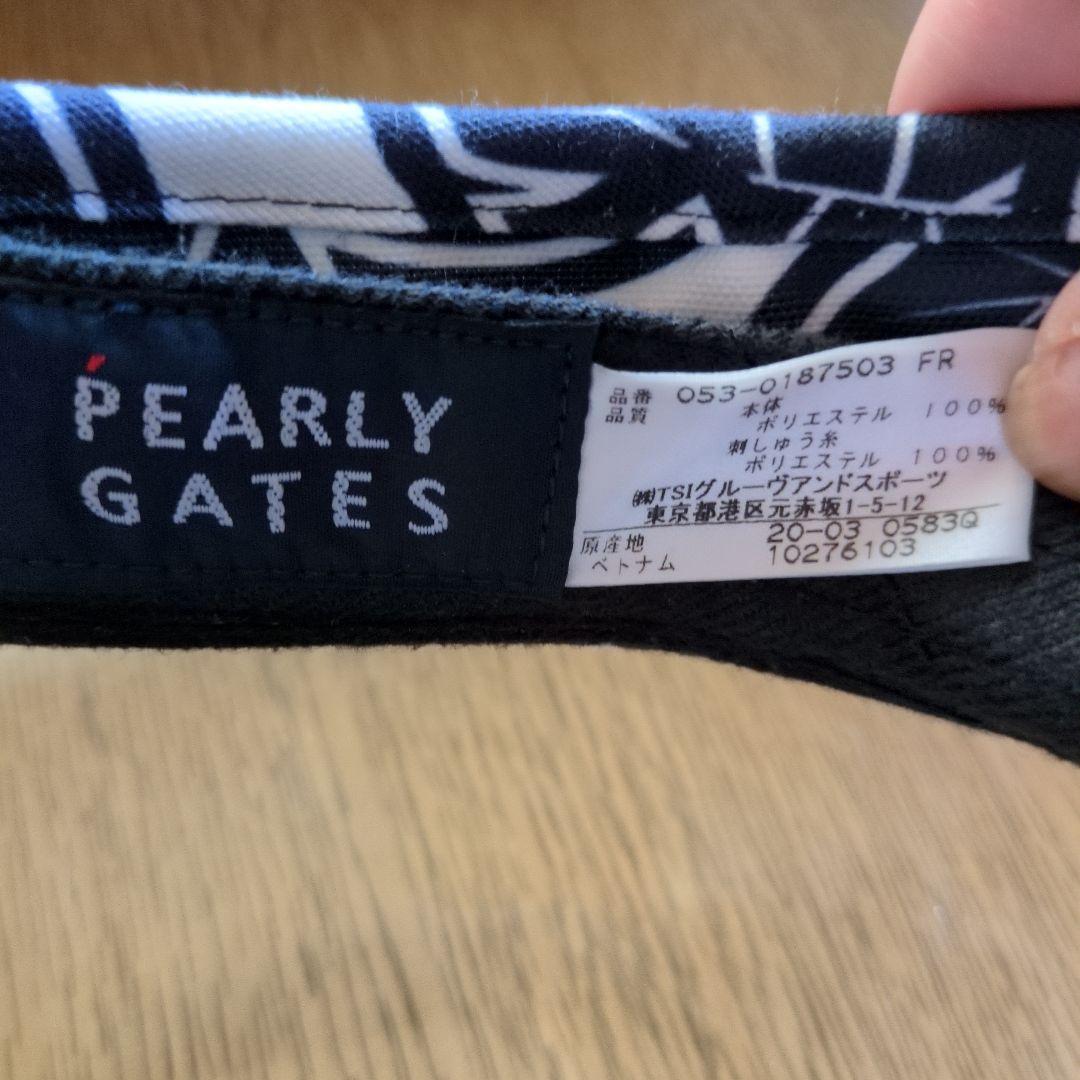 PEARLY
GATES
品番 053-0187503 FR
品質 本体
ポリエステル 100%
刺しゅう糸
ポリエステル 100%
㈱TSIグルーヴアンドスポーツ
東京都港区元赤坂1-5-12
20-03 0583Q
原産地 10276103
ベトナム